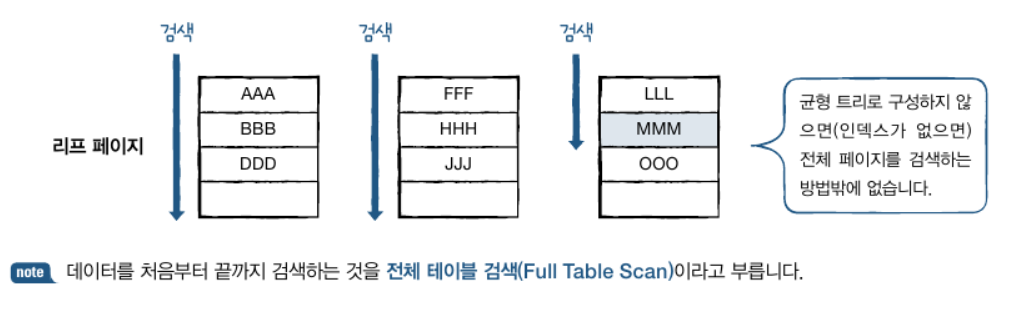 검색 검색 검색
리프 페이지
AAA
BBB
DDD
FFF
HHH
JJJ
LLL
MMM
OOO
균형 트리로 구성하지 않
으면(인덱스가 없으면)
전체 페이지를 검색하는
방법밖에 없습니다.
note 데이터를 처음부터 끝까지 검색하는 것을 전체 테이블 검색(Full Table Scan)이라고 부릅니다.